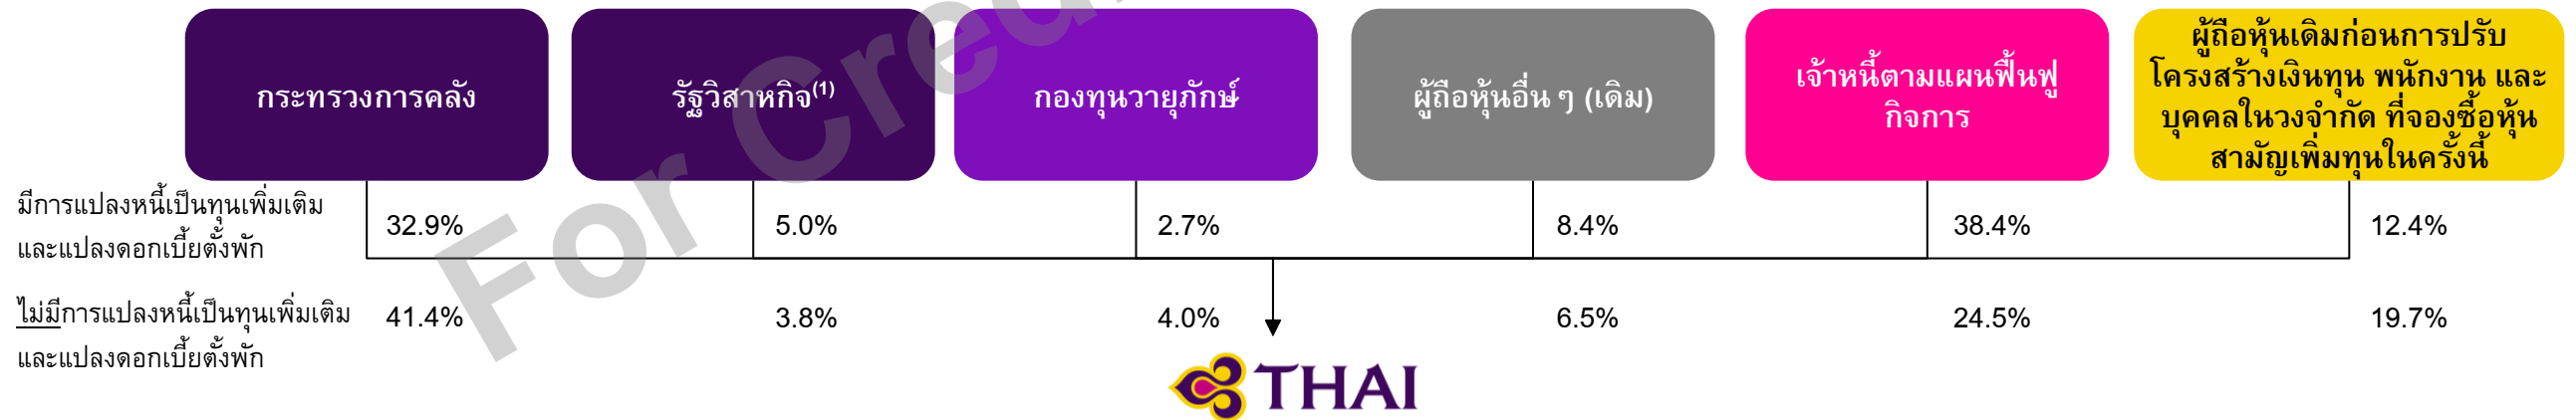 For Cre
กระทรวงการคลัง
รัฐวิสาหกิจ(1)
กองทุนวายุภักษ์
ผู้ถือหุ้นอื่น ๆ (เดิม)
เจ้าหนี้ตามแผนฟื้นฟู
กิจการ
ผู้ถือหุ้นเดิมก่อนการปรับ
โครงสร้างเงินทุน พนักงาน และ
บุคคลในวงจำกัด ที่จองซื้อหุ้น
สามัญเพิ่มทุนในครั้งนี้
มีการแปลงหนี้เป็นทุนเพิ่มเติม
และแปลงดอกเบี้ยตั้งพัก
32.9% 5.0% 2.7% 8.4% 38.4% 12.4%
ไม่มีการแปลงหนี้เป็นทุนเพิ่มเติม
และแปลงดอกเบี้ยตั้งพัก
41.4% 3.8% 4.0% 6.5% 24.5% 19.7%
THAI